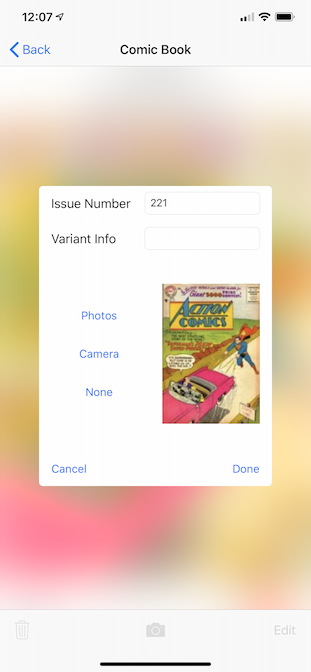 12:07
Back
Comic Book
Issue Number
221
Variant Info
ACTION
COMICS
Photos
Camera
None
Cancel
Done
Edit